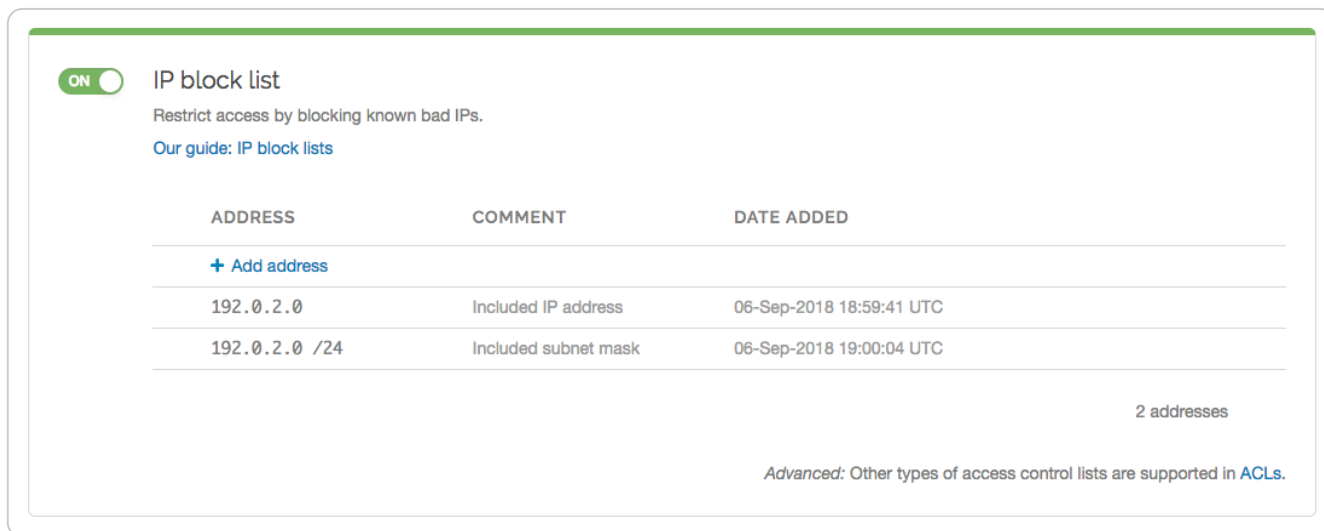 ON
IP block list
Restrict access by blocking known bad IPs.
Our guide: IP block lists
ADDRESS COMMENT DATE ADDED
+ Add address
192.0.2.0 Included IP address 06-Sep-2018 18:59:41 UTC
192.0.2.0 /24 Included subnet mask 06-Sep-2018 19:00:04 UTC
2 addresses
Advanced: Other types of access control lists are supported in ACLs.